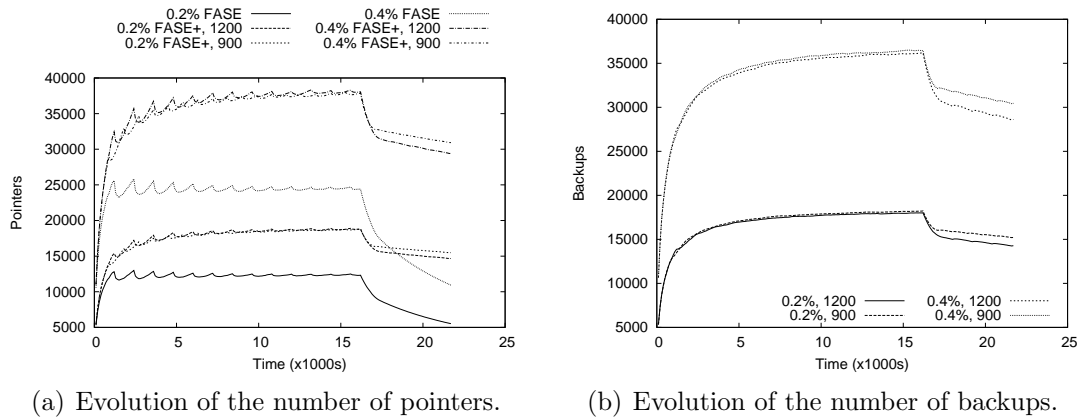 0.2% FASE
0.2% FASE+, 1200
0.2% FASE+, 900
0.4% FASE
0.4% FASE+, 1200
0.4% FASE+, 900
40000
35000
30000
25000
20000
15000
10000
5000
Pointers
0 5 10 15 20 25
Time (x1000s)
(a) Evolution of the number of pointers.
40000
35000
30000
25000
20000
15000
10000
5000
Backups
0.2%, 1200
0.2%, 900
0.4%, 1200
0.4%, 900
0 5 10 15 20 25
Time (x1000s)
(b) Evolution of the number of backups.